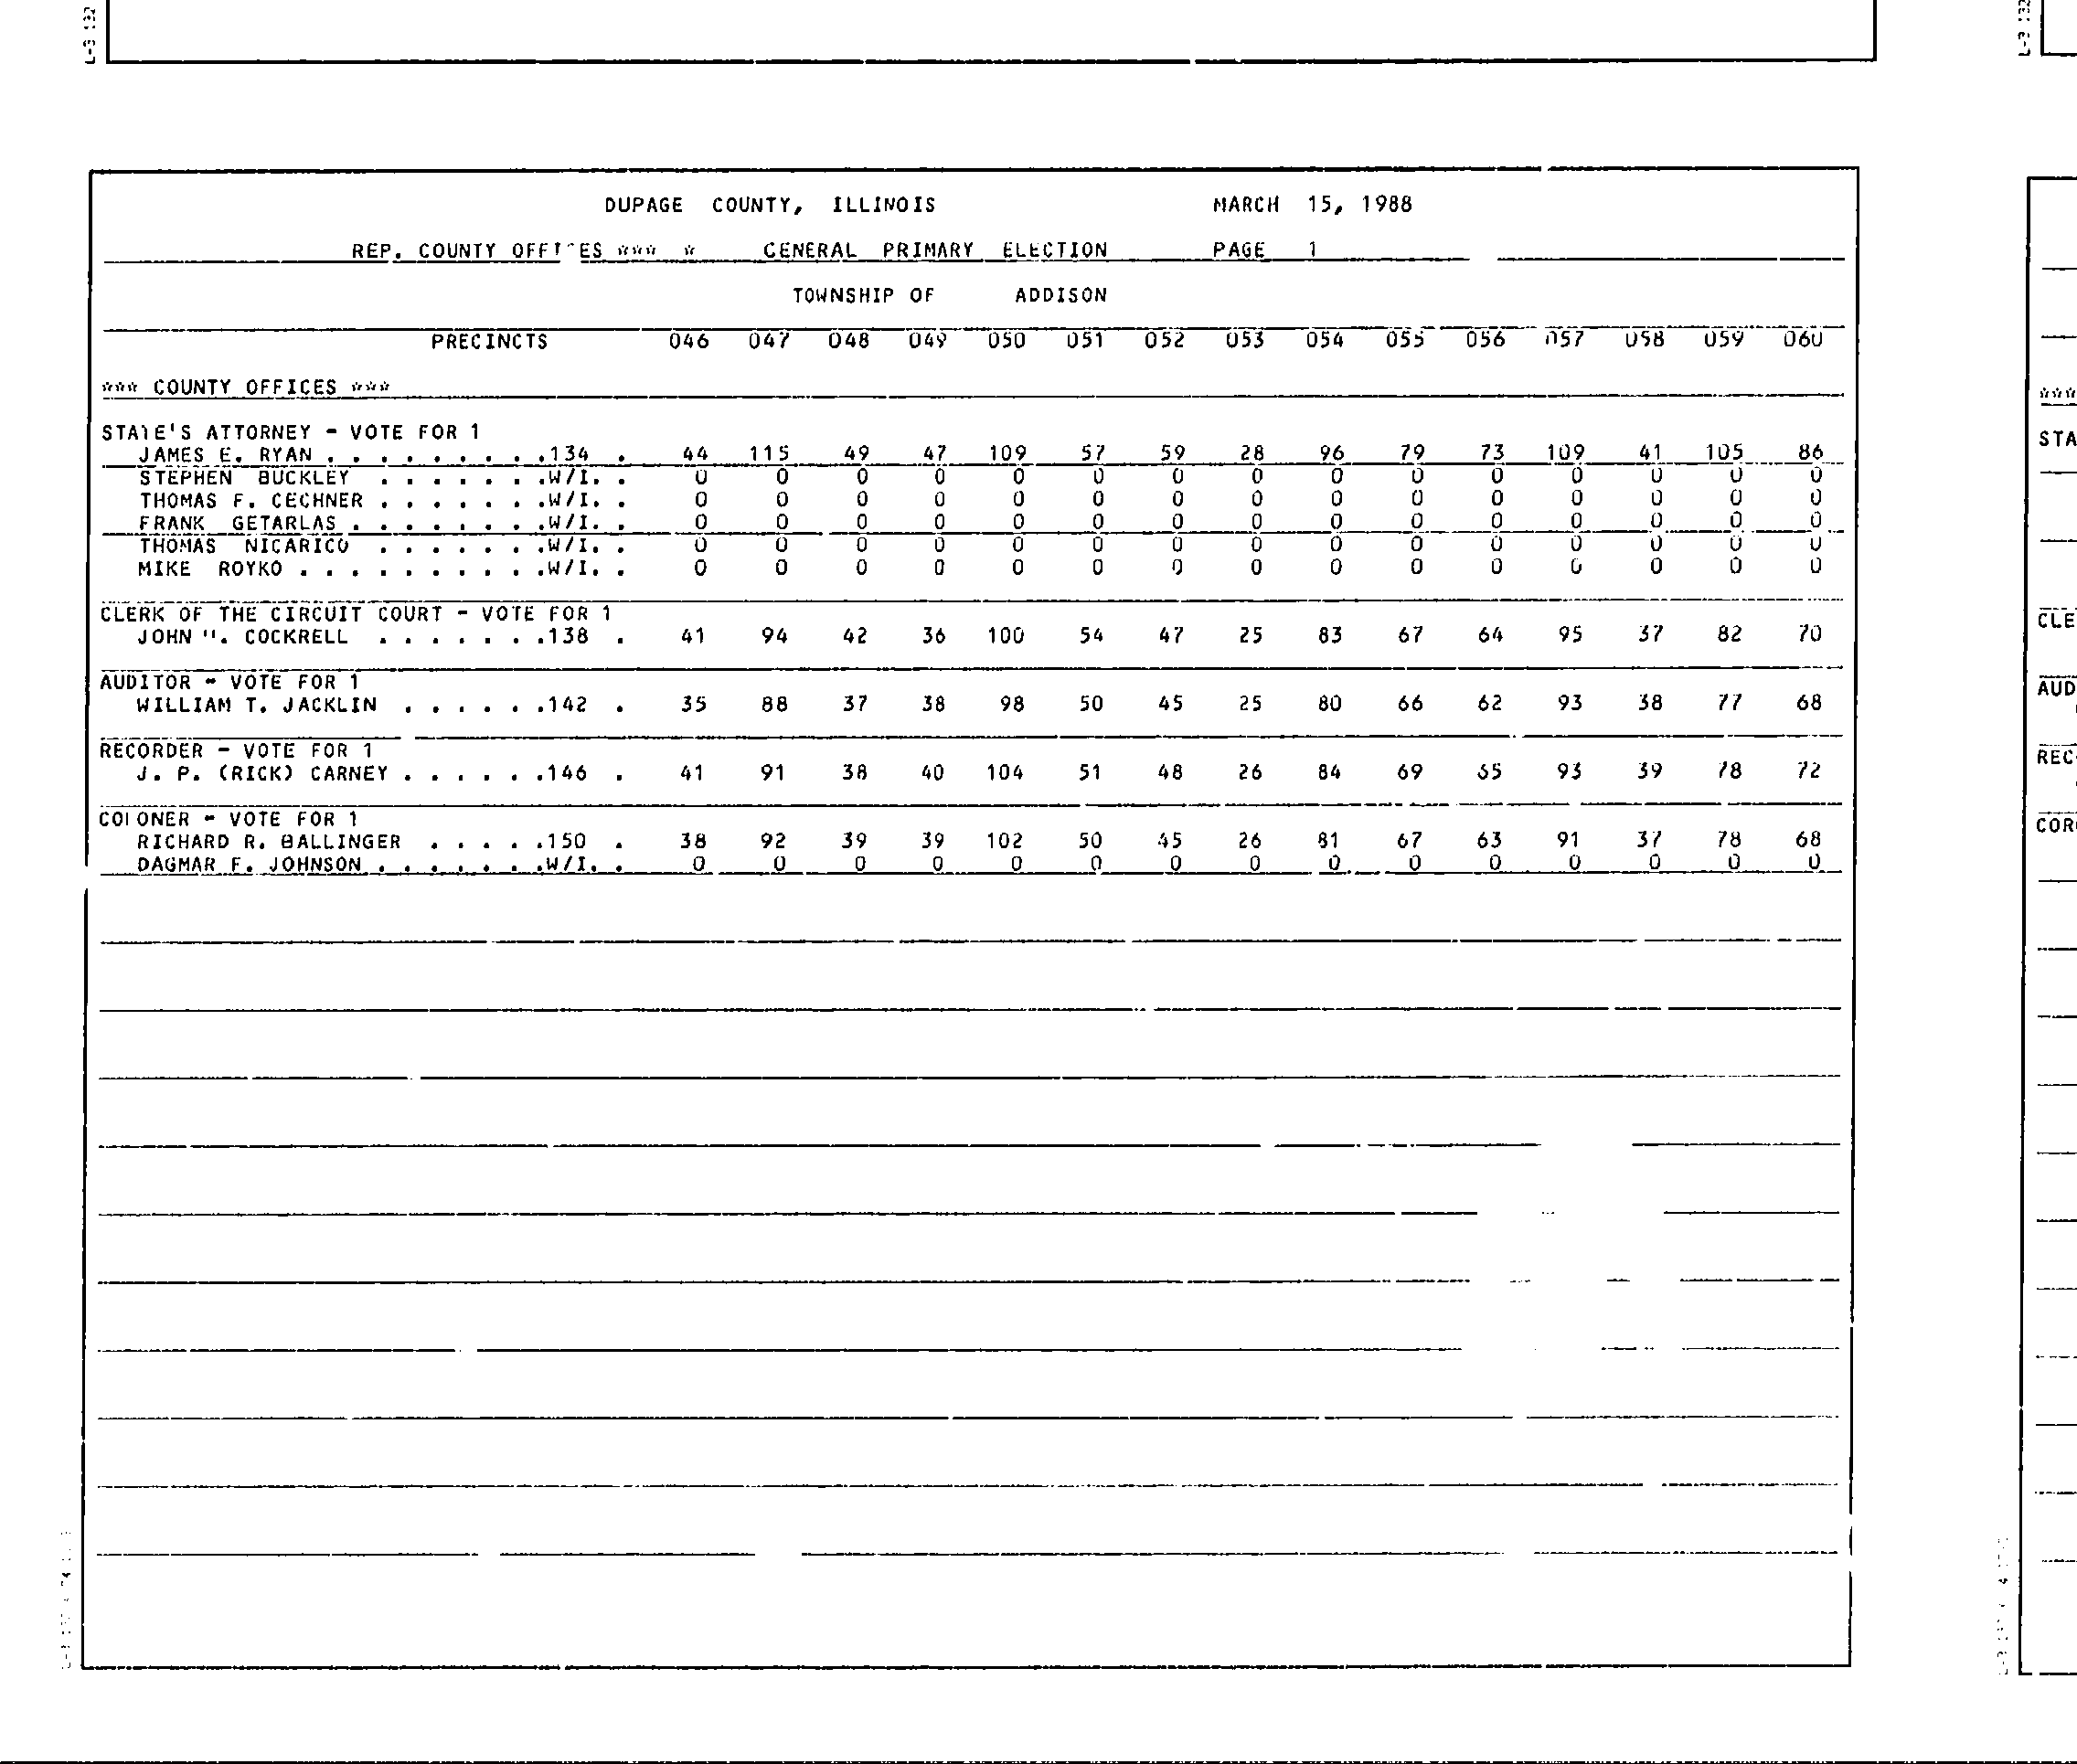 L-3 132
L-3 132
DUPAGE COUNTY, ILLINOIS MARCH 15, 1988
REP. COUNTY OFFICES *** * GENERAL PRIMARY ELECTION PAGE 1
TOWNSHIP OF ADDISON
PRECINCTS 046 047 048 049 050 051 052 053 054 055 056 057 058 059 060
*** COUNTY OFFICES ***
STATE'S ATTORNEY - VOTE FOR 1
JAMES E. RYAN . . . . . . . . .134 . 44 115 49 47 109 57 59 28 96 79 73 109 41 105 86
STEPHEN BUCKLEY . . . . . . .W/I. . 0 0 0 0 0 0 0 0 0 0 0 0 0 0 0
THOMAS F. CECHNER . . . . . . .W/I. . 0 0 0 0 0 0 0 0 0 0 0 0 0 0 0
FRANK GETARLAS . . . . . . . .W/I. . 0 0 0 0 0 0 0 0 0 0 0 0 0 0 0
THOMAS NICARICO . . . . . . .W/I. . 0 0 0 0 0 0 0 0 0 0 0 0 0 0 0
MIKE ROYKO . . . . . . . . . .W/I. . 0 0 0 0 0 0 0 0 0 0 0 0 0 0 0
CLERK OF THE CIRCUIT COURT - VOTE FOR 1
JOHN COCKRELL . . . . . . .138 . 41 94 42 36 100 54 47 25 83 67 64 95 37 82 70
AUDITOR - VOTE FOR 1
WILLIAM T. JACKLIN . . . . . .142 . 35 88 37 38 98 50 45 25 80 66 62 93 38 77 68
RECORDER - VOTE FOR 1
J. P. (RICK) CARNEY . . . . . .146 . 41 91 38 40 104 51 48 26 84 69 65 93 39 78 72
CORONER - VOTE FOR 1
RICHARD R. BALLINGER . . . . .150 . 38 92 39 39 102 50 45 26 81 67 63 91 37 78 68
DAGMAR F. JOHNSON . . . . . . .W/I. . 0 0 0 0 0 0 0 0 0 0 0 0 0 0 0
***
STA
CLE
AUD
REC
COR